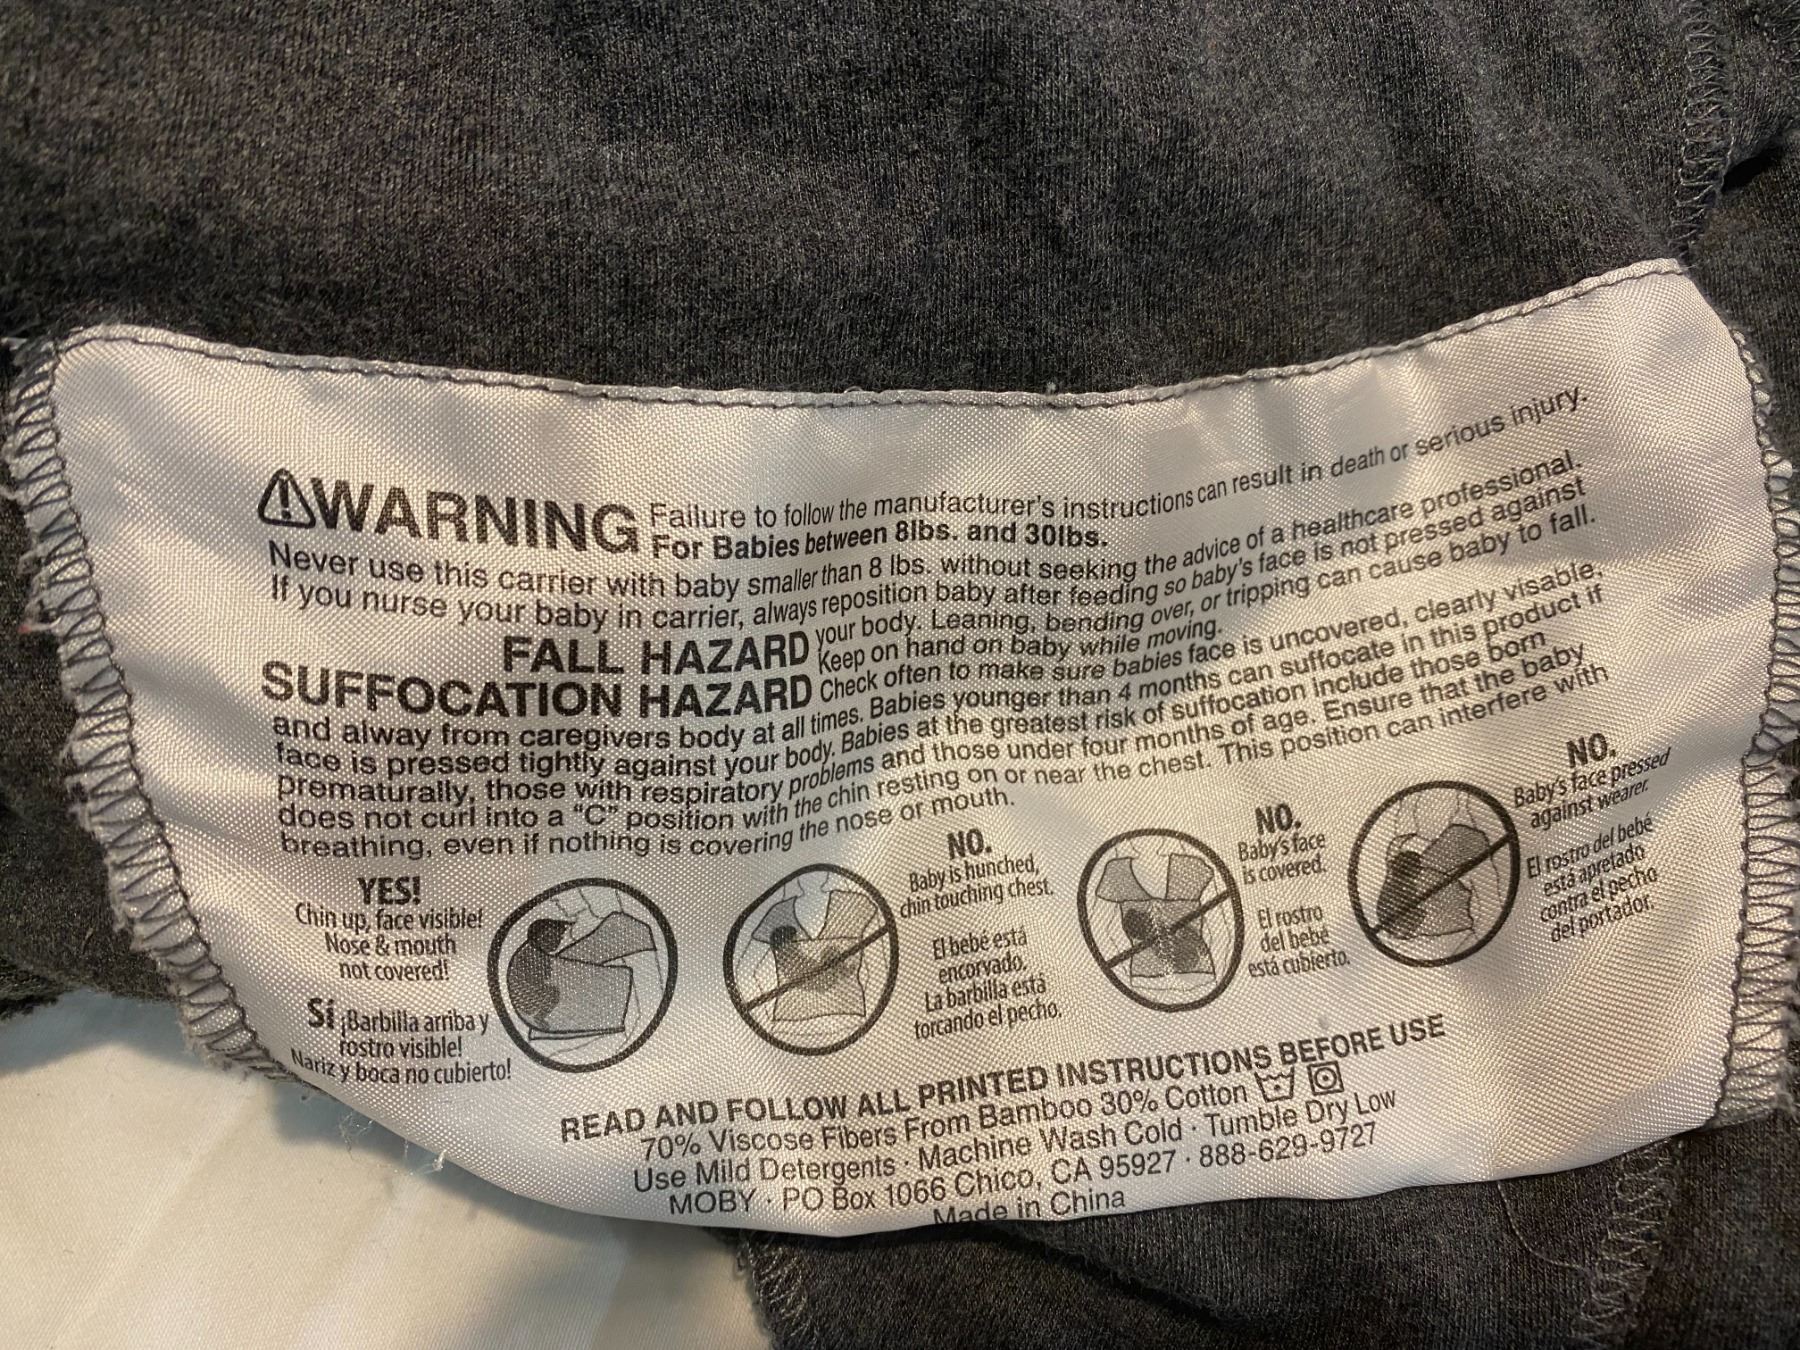 WARNING Failure to follow the manufacturer's instructions can result in death or serious injury.
For Babies between 8lbs. and 30lbs.
Never use this carrier with baby smaller than 8 lbs. without seeking the advice of a healthcare professional.
If you nurse your baby in carrier, always reposition baby after feeding so baby's face is not pressed against
your body. Leaning, bending over, or tripping can cause baby to fall.
FALL HAZARD Keep on hand on baby while moving.
SUFFOCATION HAZARD Check often to make sure babies face is uncovered, clearly visable,
and alway from caregivers body at all times. Babies younger than 4 months can suffocate in this product if
face is pressed tightly against your body. Babies at the greatest risk of suffocation include those born
prematurally, those with respiratory problems and those under four months of age. Ensure that the baby
does not curl into a "C" position with the chin resting on or near the chest. This position can interfere with
breathing, even if nothing is covering the nose or mouth.
YES!
Chin up, face visible!
Nose & mouth
not covered!
Sí ¡Barbilla arriba y
rostro visible!
Nariz y boca no cubierto!
NO.
Baby is hunched,
chin touching chest.
El bebé está
encorvado.
La barbilla está
torcando el pecho.
NO.
Baby's face
is covered.
El rostro
del bebé
está cubierto.
NO.
Baby's face pressed
against wearer.
El rostro del bebé
está apretado
contra el pecho
del portador.
READ AND FOLLOW ALL PRINTED INSTRUCTIONS BEFORE USE
70% Viscose Fibers From Bamboo 30% Cotton
Use Mild Detergents · Machine Wash Cold · Tumble Dry Low
MOBY · PO Box 1066 Chico, CA 95927 · 888-629-9727
Made in China